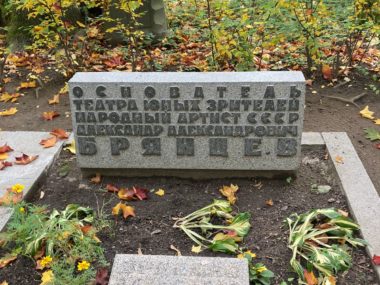 ОСНОВАТЕЛЬ
ТЕАТРА ЮНЫХ ЗРИТЕЛЕЙ
НАРОДНЫЙ АРТИСТ СССР
АЛЕКСАНДР АЛЕКСАНДРОВИЧ
БРЯНЦЕВ